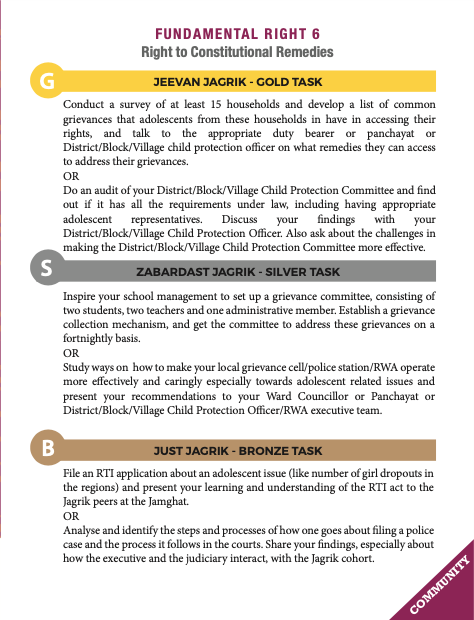 FUNDAMENTAL RIGHT 6
Right to Constitutional Remedies
G
JEEVAN JAGRIK - GOLD TASK
Conduct a survey of at least 15 households and develop a list of common
grievances that adolescents from these households in have in accessing their
rights, and talk to the appropriate duty bearer or panchayat or
District/Block/Village child protection officer on what remedies they can access
to address their grievances.
OR
Do an audit of your District/Block/Village Child Protection Committee and find
out if it has all the requirements under law, including having appropriate
adolescent representatives. Discuss your findings with your
District/Block/Village Child Protection Officer. Also ask about the challenges in
making the District/Block/Village Child Protection Committee more effective.
S
ZABARDAST JAGRIK - SILVER TASK
Inspire your school management to set up a grievance committee, consisting of
two students, two teachers and one administrative member. Establish a grievance
collection mechanism, and get the committee to address these grievances on a
fortnightly basis.
OR
Study ways on how to make your local grievance cell/police station/RWA operate
more effectively and caringly especially towards adolescent related issues and
present your recommendations to your Ward Councillor or Panchayat or
District/Block/Village Child Protection Officer/RWA executive team.
B
JUST JAGRIK - BRONZE TASK
File an RTI application about an adolescent issue (like number of girl dropouts in
the regions) and present your learning and understanding of the RTI act to the
Jagrik peers at the Jamghat.
OR
Analyse and identify the steps and processes of how one goes about filing a police
case and the process it follows in the courts. Share your findings, especially about
how the executive and the judiciary interact, with the Jagrik cohort.
COMMUNITY